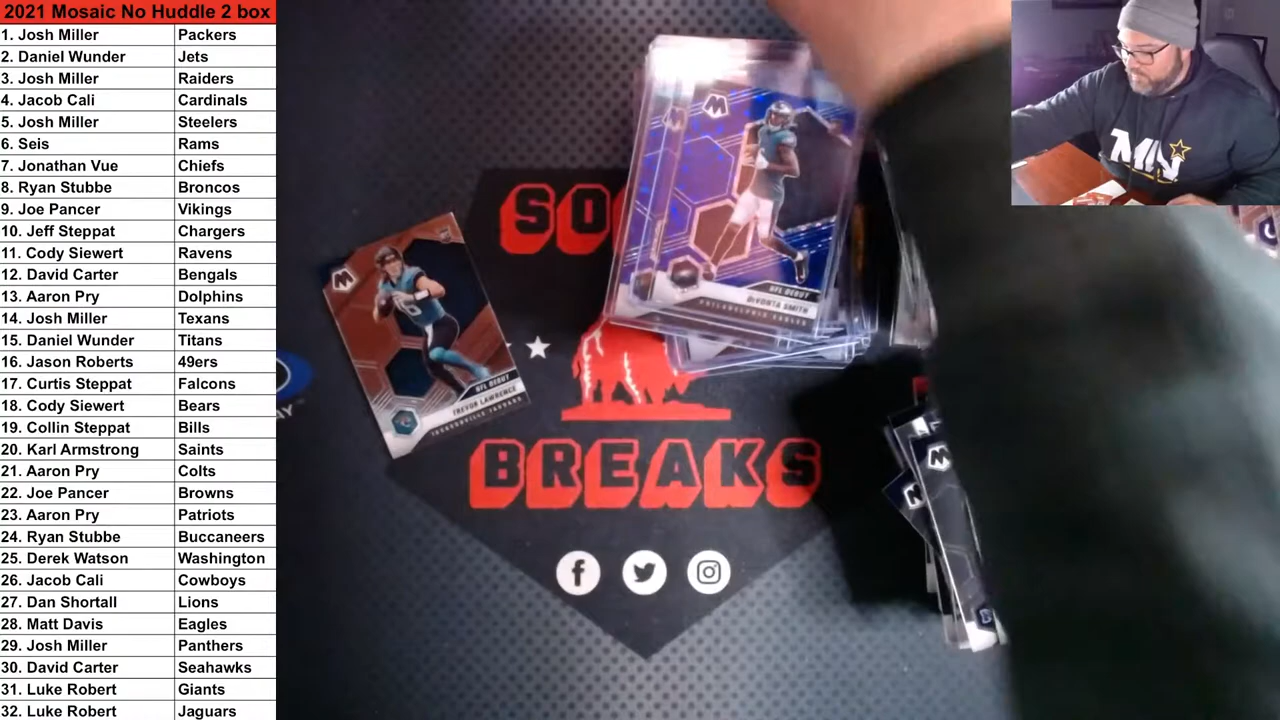 2021 Mosaic No Huddle 2 box
1. Josh Miller Packers
2. Daniel Wunder Jets
3. Josh Miller Raiders
4. Jacob Cali Cardinals
5. Josh Miller Steelers
6. Seis Rams
7. Jonathan Vue Chiefs
8. Ryan Stubbe Broncos
9. Joe Pancer Vikings
10. Jeff Steppat Chargers
11. Cody Siewert Ravens
12. David Carter Bengals
13. Aaron Pry Dolphins
14. Josh Miller Texans
15. Daniel Wunder Titans
16. Jason Roberts 49ers
17. Curtis Steppat Falcons
18. Cody Siewert Bears
19. Collin Steppat Bills
20. Karl Armstrong Saints
21. Aaron Pry Colts
22. Joe Pancer Browns
23. Aaron Pry Patriots
24. Ryan Stubbe Buccaneers
25. Derek Watson Washington
26. Jacob Cali Cowboys
27. Dan Shortall Lions
28. Matt Davis Eagles
29. Josh Miller Panthers
30. David Carter Seahawks
31. Luke Robert Giants
32. Luke Robert Jaguars
M
NFL DEBUT
DEVONTA SMITH
PHILADELPHIA EAGLES
SO
M
NFL DEBUT
TREVOR LAWRENCE
JACKSONVILLE JAGUARS
BREAKS
MN